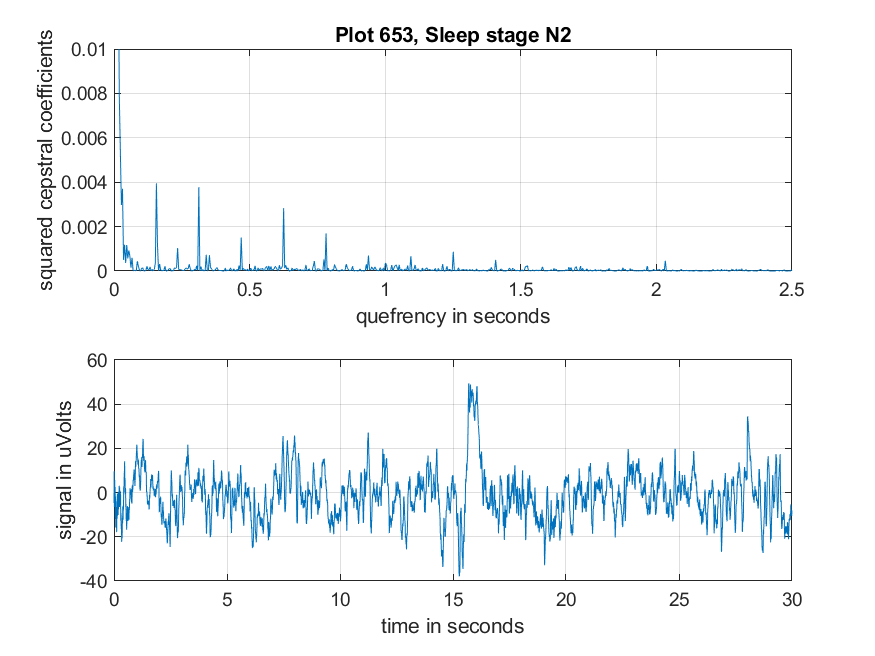 Plot 653, Sleep stage N2
squared cepstral coefficients
0.01
0.008
0.006
0.004
0.002
0
0 0.5 1 1.5 2 2.5
quefrency in seconds
signal in uVolts
60
40
20
0
-20
-40
0 5 10 15 20 25 30
time in seconds